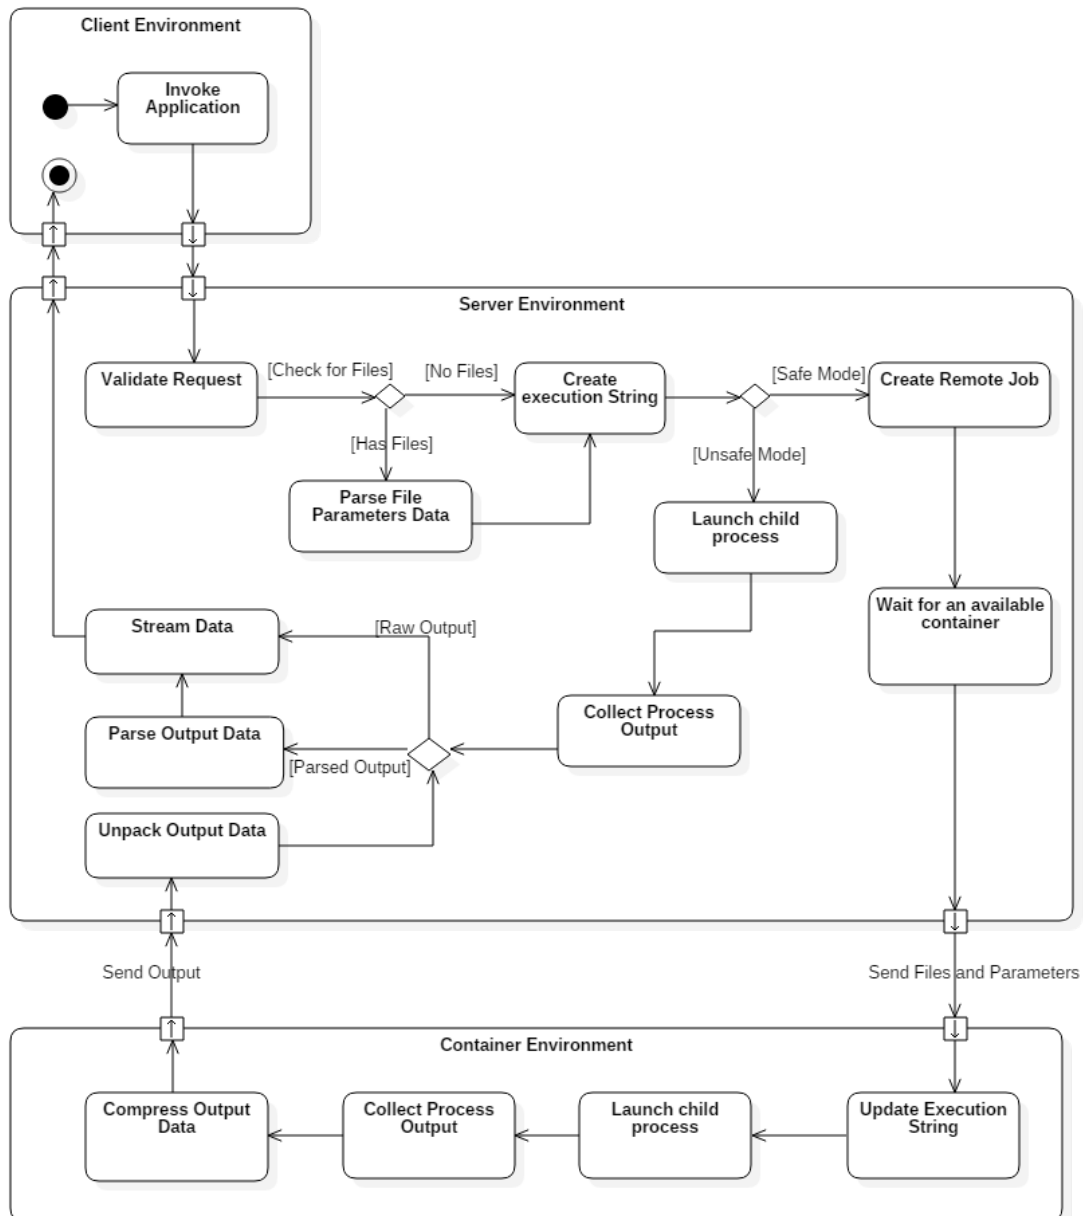 Client Environment
Invoke
Application
Server Environment
Validate Request
[Check for Files]
[No Files]
Create
execution String
[Safe Mode]
Create Remote Job
[Has Files]
[Unsafe Mode]
Parse File
Parameters Data
Launch child
process
Wait for an available
container
Stream Data
[Raw Output]
Collect Process
Output
Parse Output Data
[Parsed Output]
Unpack Output Data
Send Output
Send Files and Parameters
Container Environment
Compress Output
Data
Collect Process
Output
Launch child
process
Update Execution
String